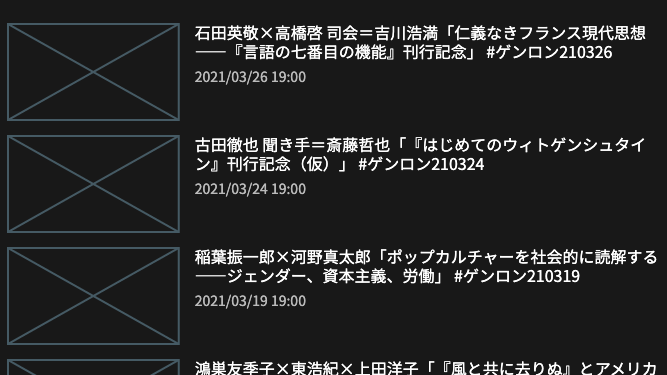 石田英敬×高橋啓 司会＝吉川浩満「仁義なきフランス現代思想
――『言語の七番目の機能』刊行記念」 #ゲンロン210326
2021/03/26 19:00
古田徹也 聞き手＝斎藤哲也「『はじめてのウィトゲンシュタイ
ン』刊行記念（仮）」 #ゲンロン210324
2021/03/24 19:00
稲葉振一郎×河野真太郎「ポップカルチャーを社会的に読解する
――ジェンダー、資本主義、労働」 #ゲンロン210319
2021/03/19 19:00
鴻巣友季子×東浩紀×上田洋子「『風と共に去りぬ』とアメリカ